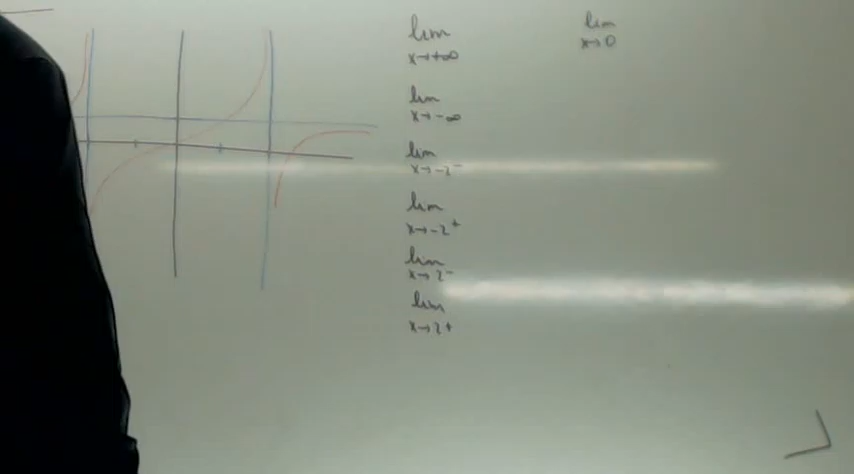 lim
x→+∞
lim
x→-∞
lim
x→-2⁻
lim
x→-2⁺
lim
x→2⁻
lim
x→2+
lim
x→0